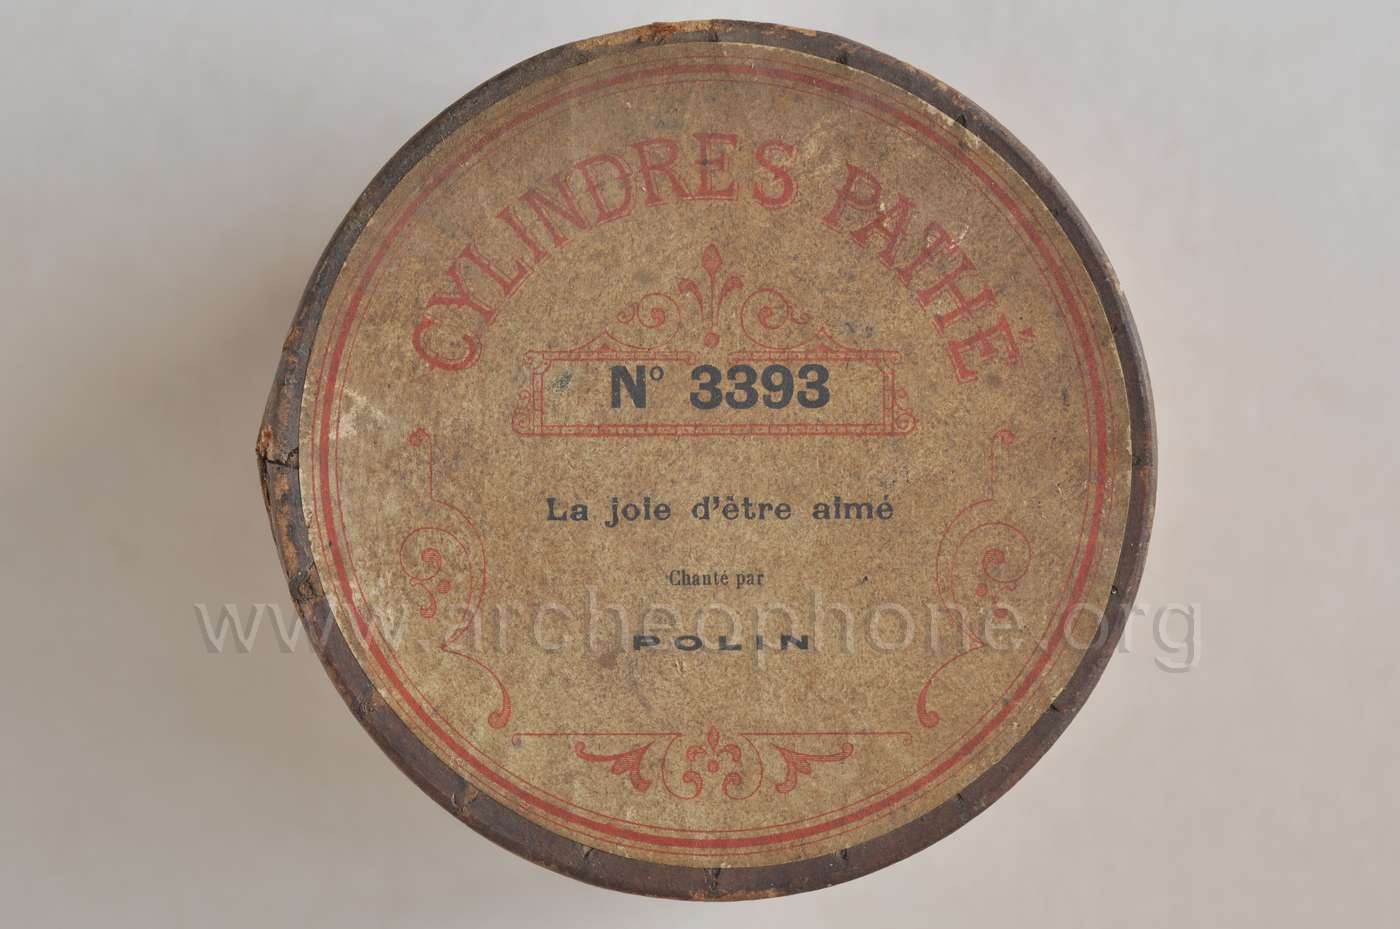 CYLINDRES PATHÉ
N° 3393
La joie d'être aimé
Chanté par
www.archeophone.org
POLIN